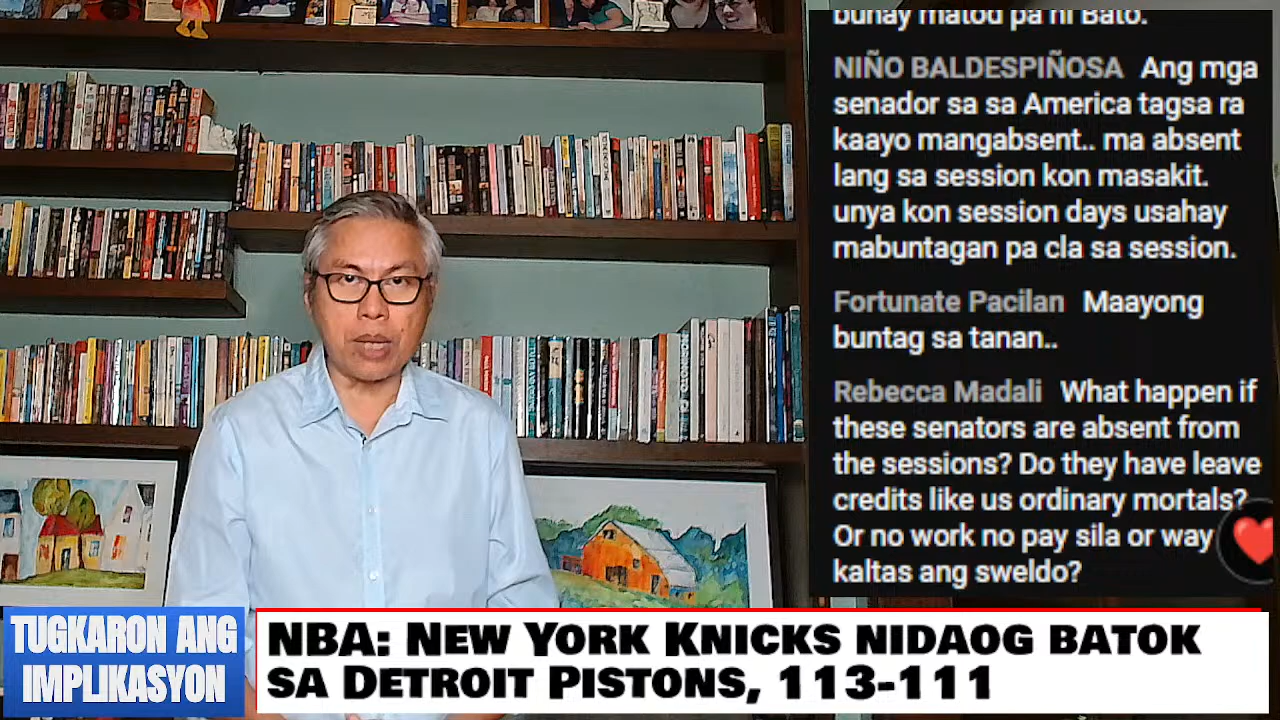 bunay matod pa ni Bato.
NIÑO BALDESPIÑOSA Ang mga
senador sa sa America tagsa ra
kaayo mangabsent.. ma absent
lang sa session kon masakit.
unya kon session days usahay
mabuntagan pa cla sa session.
Fortunate Pacilan Maayong
buntag sa tanan..
Rebecca Madali What happen if
these senators are absent from
the sessions? Do they have leave
credits like us ordinary mortals?
Or no work no pay sila or way
kaltas ang sweldo?
TUGKARON ANG
IMPLIKASYON
NBA: NEW YORK KNICKS NIDAOG BATOK
SA DETROIT PISTONS, 113-111